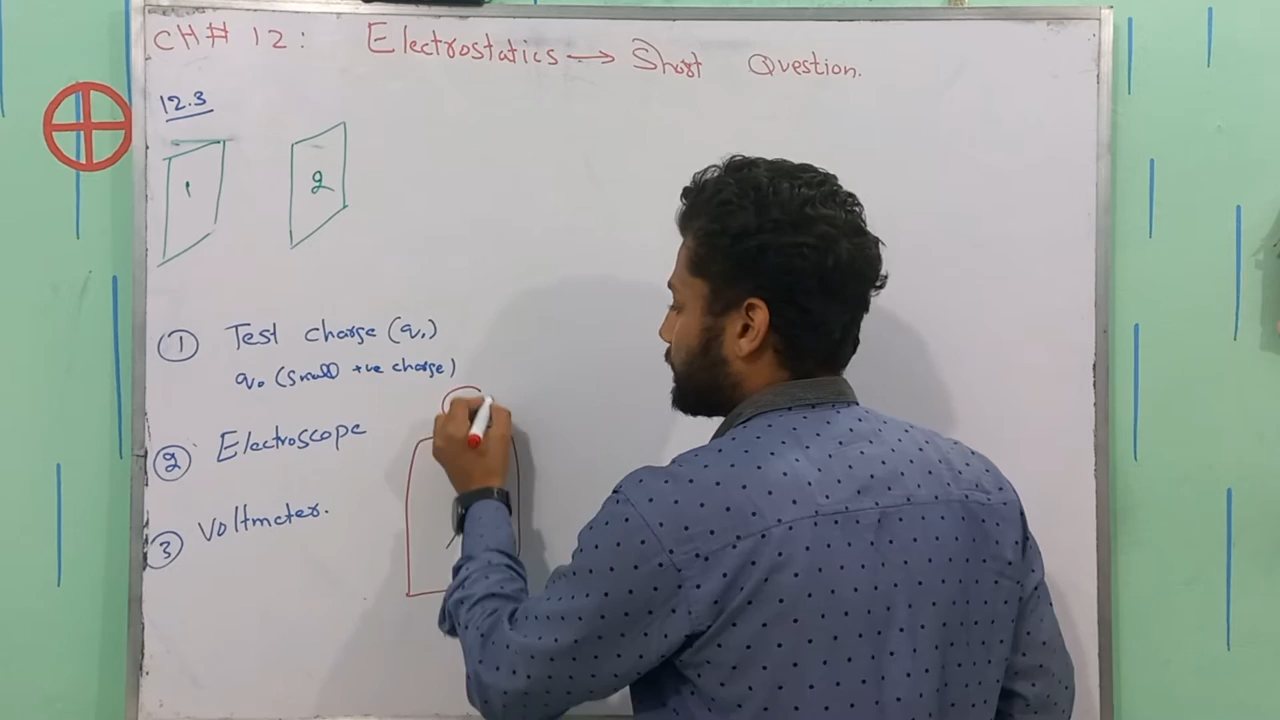 CH# 12: Electrostatics → Short Question.
12.3
1 2
① Test charge (q₀)
q₀ (small +ve charge)
② Electroscope
③ Voltmeter.